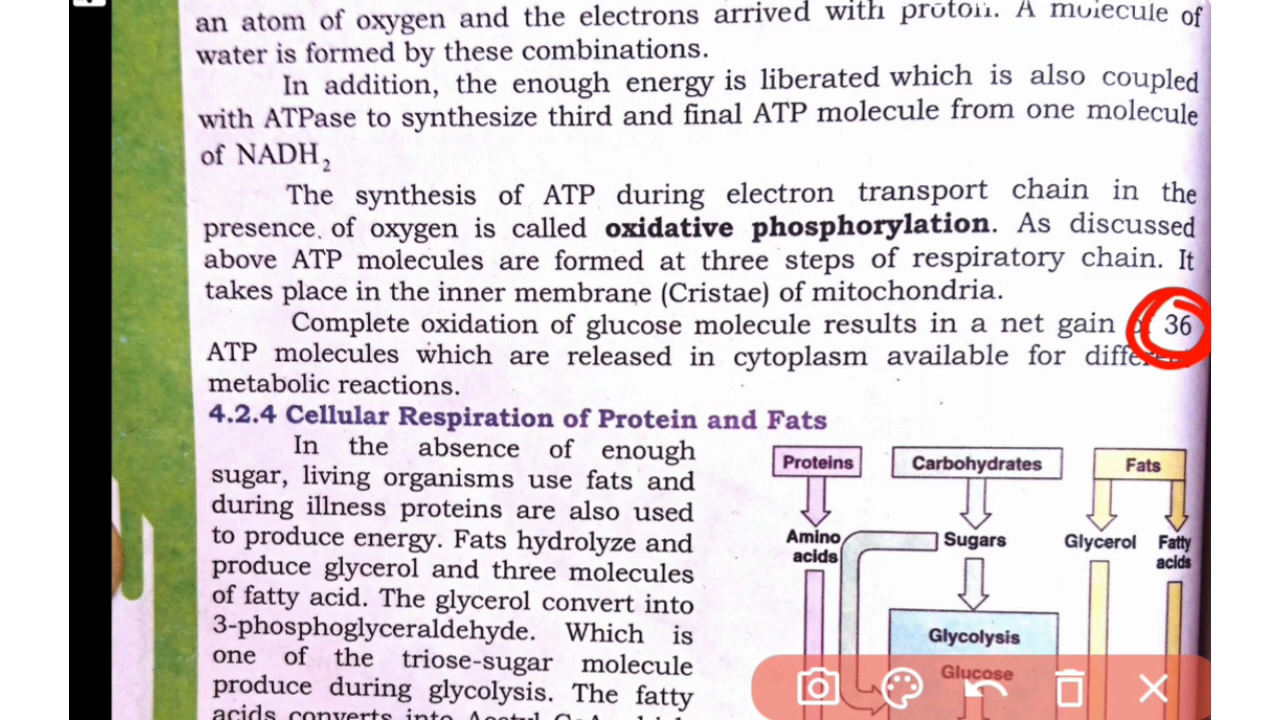 an atom of oxygen and the electrons arrived with proton. A molecule of
water is formed by these combinations.
In addition, the enough energy is liberated which is also coupled
with ATPase to synthesize third and final ATP molecule from one molecule
of NADH₂
The synthesis of ATP during electron transport chain in the
presence of oxygen is called oxidative phosphorylation. As discussed
above ATP molecules are formed at three steps of respiratory chain. It
takes place in the inner membrane (Cristae) of mitochondria.
Complete oxidation of glucose molecule results in a net gain 36
ATP molecules which are released in cytoplasm available for
metabolic reactions.
4.2.4 Cellular Respiration of Protein and Fats
In the absence of enough
sugar, living organisms use fats and
during illness proteins are also used
to produce energy. Fats hydrolyze and
produce glycerol and three molecules
of fatty acid. The glycerol convert into
3-phosphoglyceraldehyde. Which is
one of the triose-sugar molecule
produce during glycolysis. The fatty
acids converts into Acetyl
Proteins
Carbohydrates
Fats
Amino
acids
Sugars
Glycerol
Fatty
acids
Glycolysis
Glucose